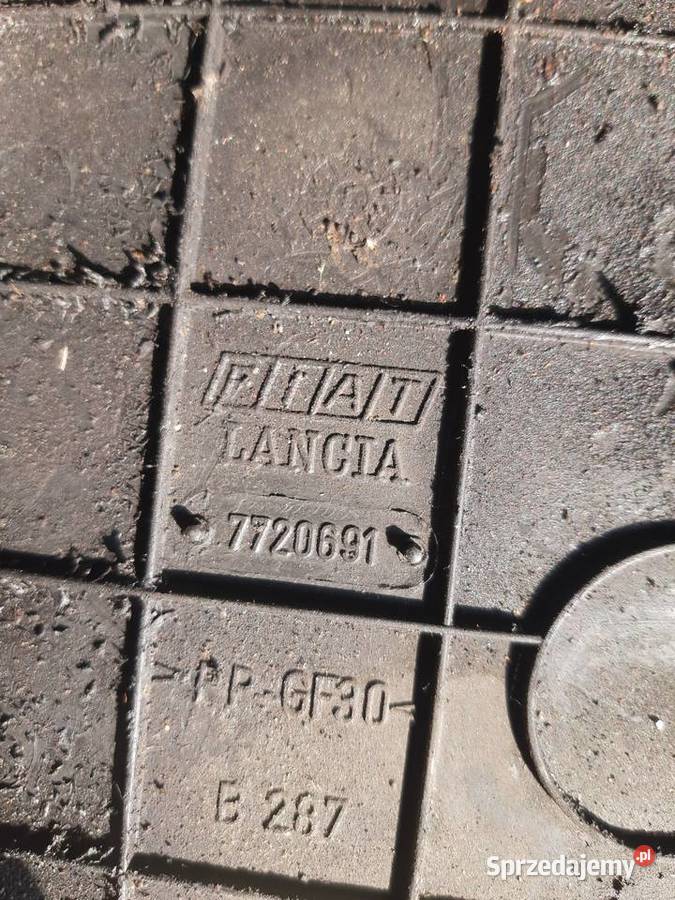 FIAT
LANCIA
7720691
>PP-GF30<
B 287
Sprzedajemy.pl